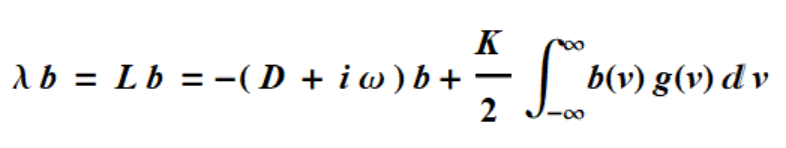 λ b = L b = −( D + i ω ) b + K/2 ∫_{−∞}^{∞} b(v) g(v) d v